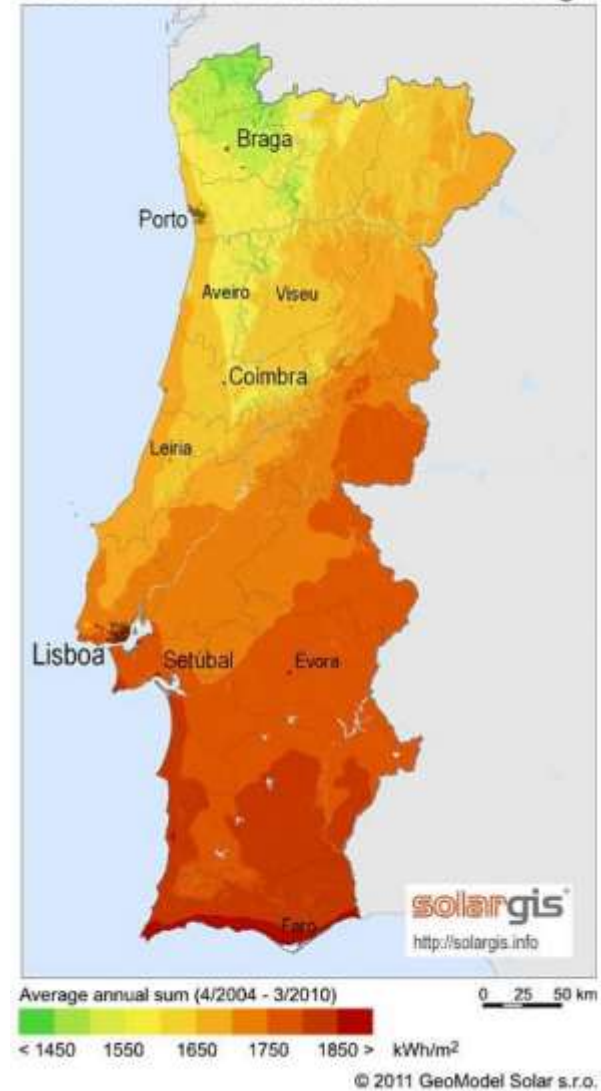 Braga
Porto
Aveiro Viseu
Coimbra
Leiria
Lisboa
Setúbal
Evora
Faro
solargis
http://solargis.info
Average annual sum (4/2004 - 3/2010)
0 25 50 km
< 1450 1550 1650 1750 1850 > kWh/m²
© 2011 GeoModel Solar s.r.o.